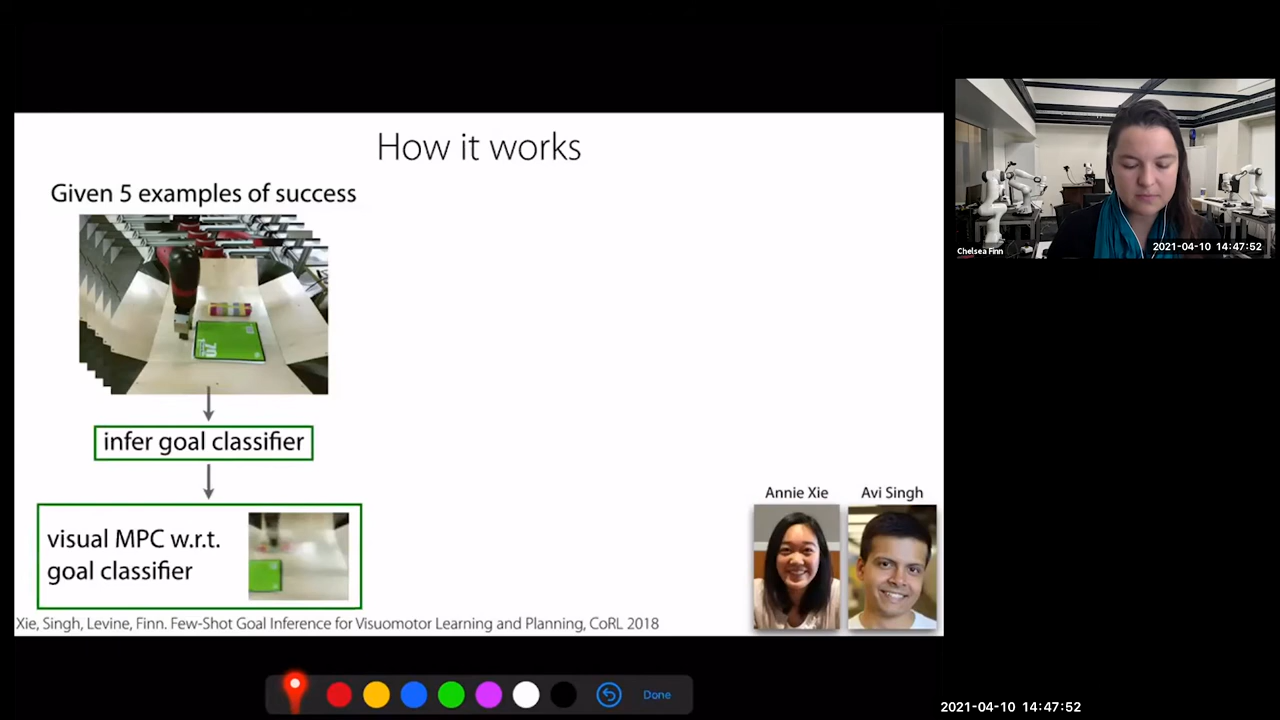 How it works
Given 5 examples of success
infer goal classifier
visual MPC w.r.t.
goal classifier
Annie Xie
Avi Singh
Xie, Singh, Levine, Finn. Few-Shot Goal Inference for Visuomotor Learning and Planning, CoRL 2018
Done
2021-04-10 14:47:52
Chelsea Finn
2021-04-10 14:47:52